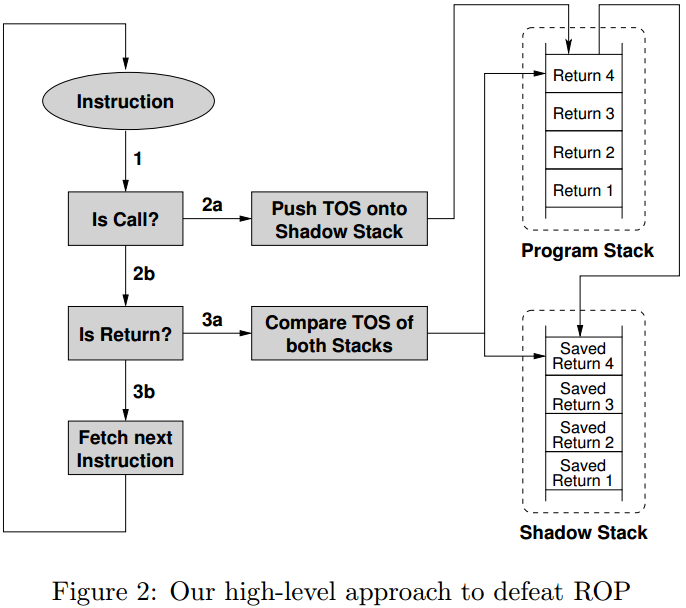 Instruction
1
Is Call?
2a
Push TOS onto
Shadow Stack
2b
Is Return?
3a
Compare TOS of
both Stacks
3b
Fetch next
Instruction
Return 4
Return 3
Return 2
Return 1
Program Stack
Saved
Return 4
Saved
Return 3
Saved
Return 2
Saved
Return 1
Shadow Stack
Figure 2: Our high-level approach to defeat ROP